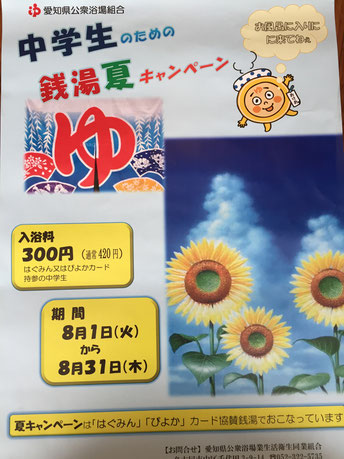 ゆ 愛知県公衆浴場組合
中学生のための
銭湯夏キャンペーン
お風呂に入りに
に来てねぇ
ゆ
入浴料
300円(通常420円)
はぐみん又はぴよかカード
持参の中学生
期間
8月1日(火)
から
8月31日(木)
夏キャンペーンは「はぐみん」「ぴよか」カード協賛銭湯でおこなっています
【お問合せ】愛知県公衆浴場業生活衛生同業組合